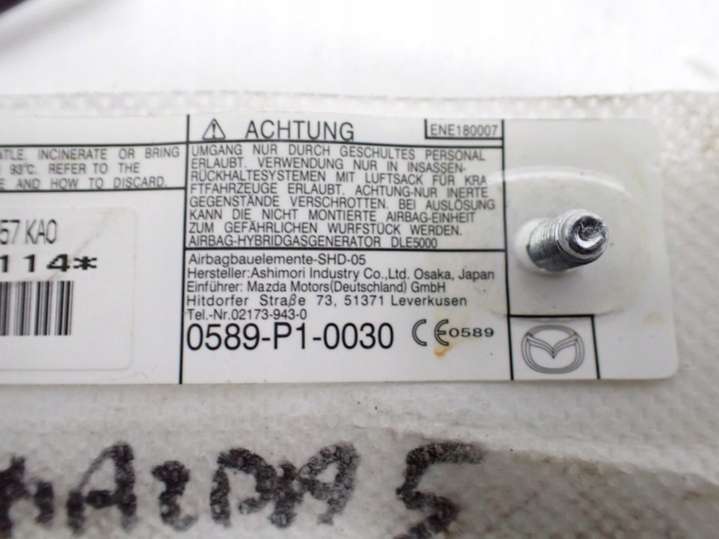 ATLE, INCINERATE OR BRING
93°C. REFER TO THE
E AND HOW TO DISCARD.
57 KA0
114*
ACHTUNG
ENE180007
UMGANG NUR DURCH GESCHULTES PERSONAL
ERLAUBT. VERWENDUNG NUR IN INSASSEN-
RÜCKHALTESYSTEMEN MIT LUFTSACK FÜR KRA
FTFAHRZEUGE ERLAUBT. ACHTUNG-NUR INERTE
GEGENSTÄNDE VERSCHROTTEN. BEI AUSLÖSUNG
KANN DIE NICHT MONTIERTE AIRBAG-EINHEIT
ZUM GEFÄHRLICHEN WURFSTÜCK WERDEN.
AIRBAG-HYBRIDGASGENERATOR DLE5000
Airbagbauelemente-SHD-05
Hersteller:Ashimori Industry Co.,Ltd. Osaka, Japan
Einführer: Mazda Motors(Deutschland) GmbH
Hitdorfer Straße 73, 51371 Leverkusen
Tel.-Nr.02173-943-0
0589-P1-0030 CE0589
MAZDA 5